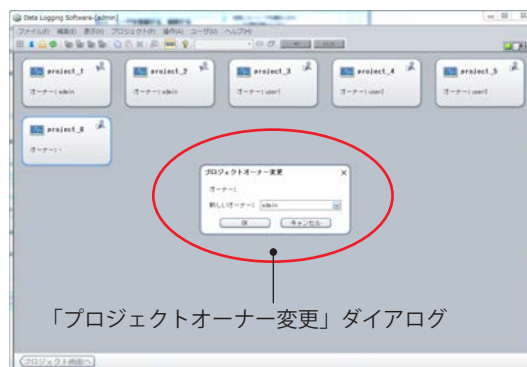 Data Logging Software-[admin]
ファイル(F) 編集(E) 表示(V) プロジェクト(P) 操作(A) ユーザ(U) ヘルプ(H)
project_1
オーナー: admin
project_2
オーナー: admin
project_3
オーナー: user1
project_4
オーナー: user2
project_5
project_6
オーナー: -
プロジェクトオーナー変更
オーナー:
新しいオーナー: admin
OK
キャンセル
「プロジェクトオーナー変更」ダイアログ
プロジェクト画面へ